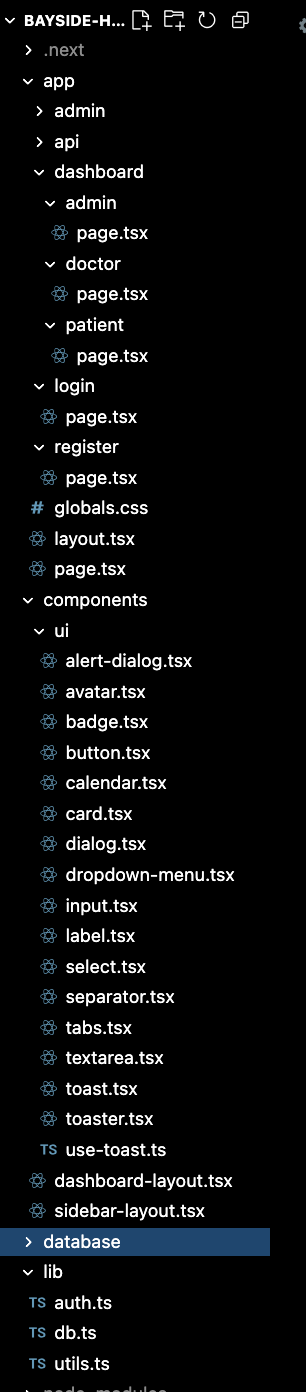 BAYSIDE-H...
.next
app
admin
api
dashboard
admin
page.tsx
doctor
page.tsx
patient
page.tsx
login
page.tsx
register
page.tsx
# globals.css
layout.tsx
page.tsx
components
ui
alert-dialog.tsx
avatar.tsx
badge.tsx
button.tsx
calendar.tsx
card.tsx
dialog.tsx
dropdown-menu.tsx
input.tsx
label.tsx
select.tsx
separator.tsx
tabs.tsx
textarea.tsx
toast.tsx
toaster.tsx
TS use-toast.ts
dashboard-layout.tsx
sidebar-layout.tsx
database
lib
TS auth.ts
TS db.ts
TS utils.ts
node_modules